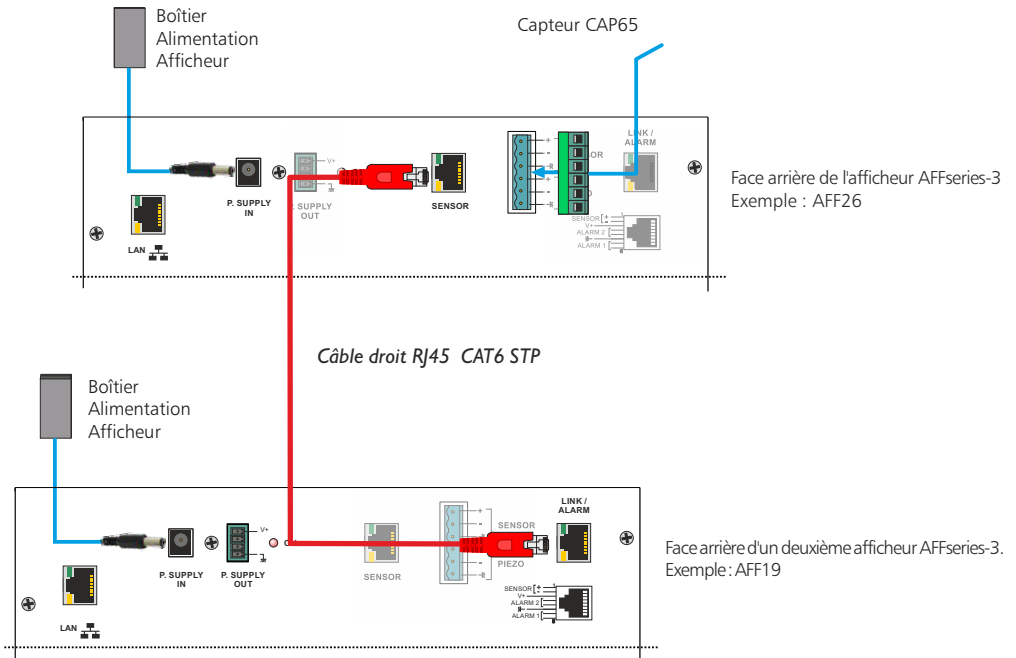 Boîtier
Alimentation
Afficheur
Capteur CAP65
V+
P. SUPPLY
IN
SUPPLY
OUT
SENSOR
LAN
+
-
+
-
OR
O
LINK /
ALARM
SENSOR [+
-
V+
ALARM 2 [
ALARM 1 [
Face arrière de l'afficheur AFFseries-3
Exemple : AFF26
Câble droit RJ45 CAT6 STP
Boîtier
Alimentation
Afficheur
P. SUPPLY
IN
V+
P. SUPPLY
OUT
LAN
SENSOR
+
-
SENSOR
-
PIEZO
LINK /
ALARM
SENSOR [+
-
V+
ALARM 2 [
ALARM 1 [
Face arrière d'un deuxième afficheur AFFseries-3.
Exemple : AFF19